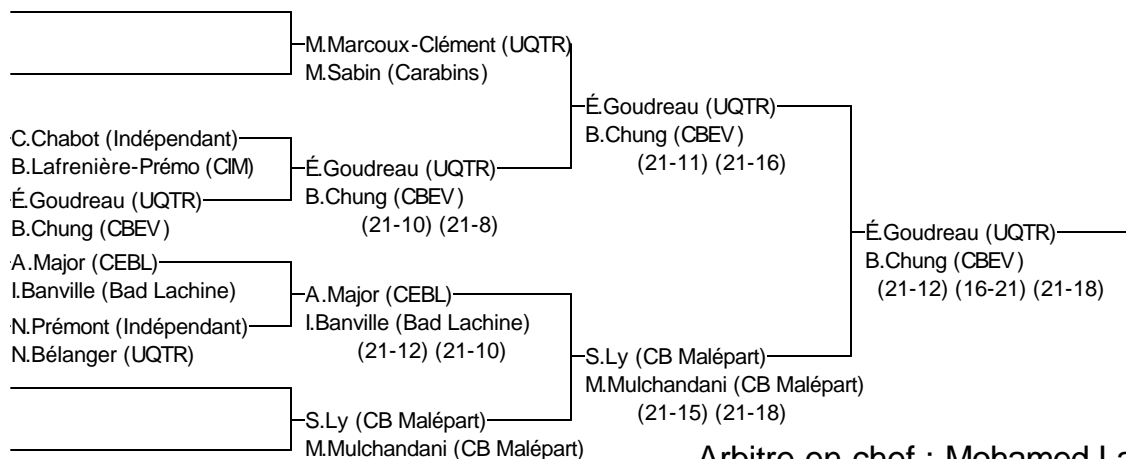 M.Marcoux-Clément (UQTR)
M.Sabin (Carabins)
É.Goudreau (UQTR)
B.Chung (CBEV)
(21-11) (21-16)
C.Chabot (Indépendant)
B.Lafrenière-Prémo (CIM)
É.Goudreau (UQTR)
B.Chung (CBEV)
(21-10) (21-8)
É.Goudreau (UQTR)
B.Chung (CBEV)
É.Goudreau (UQTR)
B.Chung (CBEV)
(21-12) (16-21) (21-18)
A.Major (CEBL)
I.Banville (Bad Lachine)
A.Major (CEBL)
I.Banville (Bad Lachine)
(21-12) (21-10)
N.Prémont (Indépendant)
N.Bélanger (UQTR)
S.Ly (CB Malépart)
M.Mulchandani (CB Malépart)
(21-15) (21-18)
S.Ly (CB Malépart)
M.Mulchandani (CB Malépart)
Arbitre en chef : Mohamed